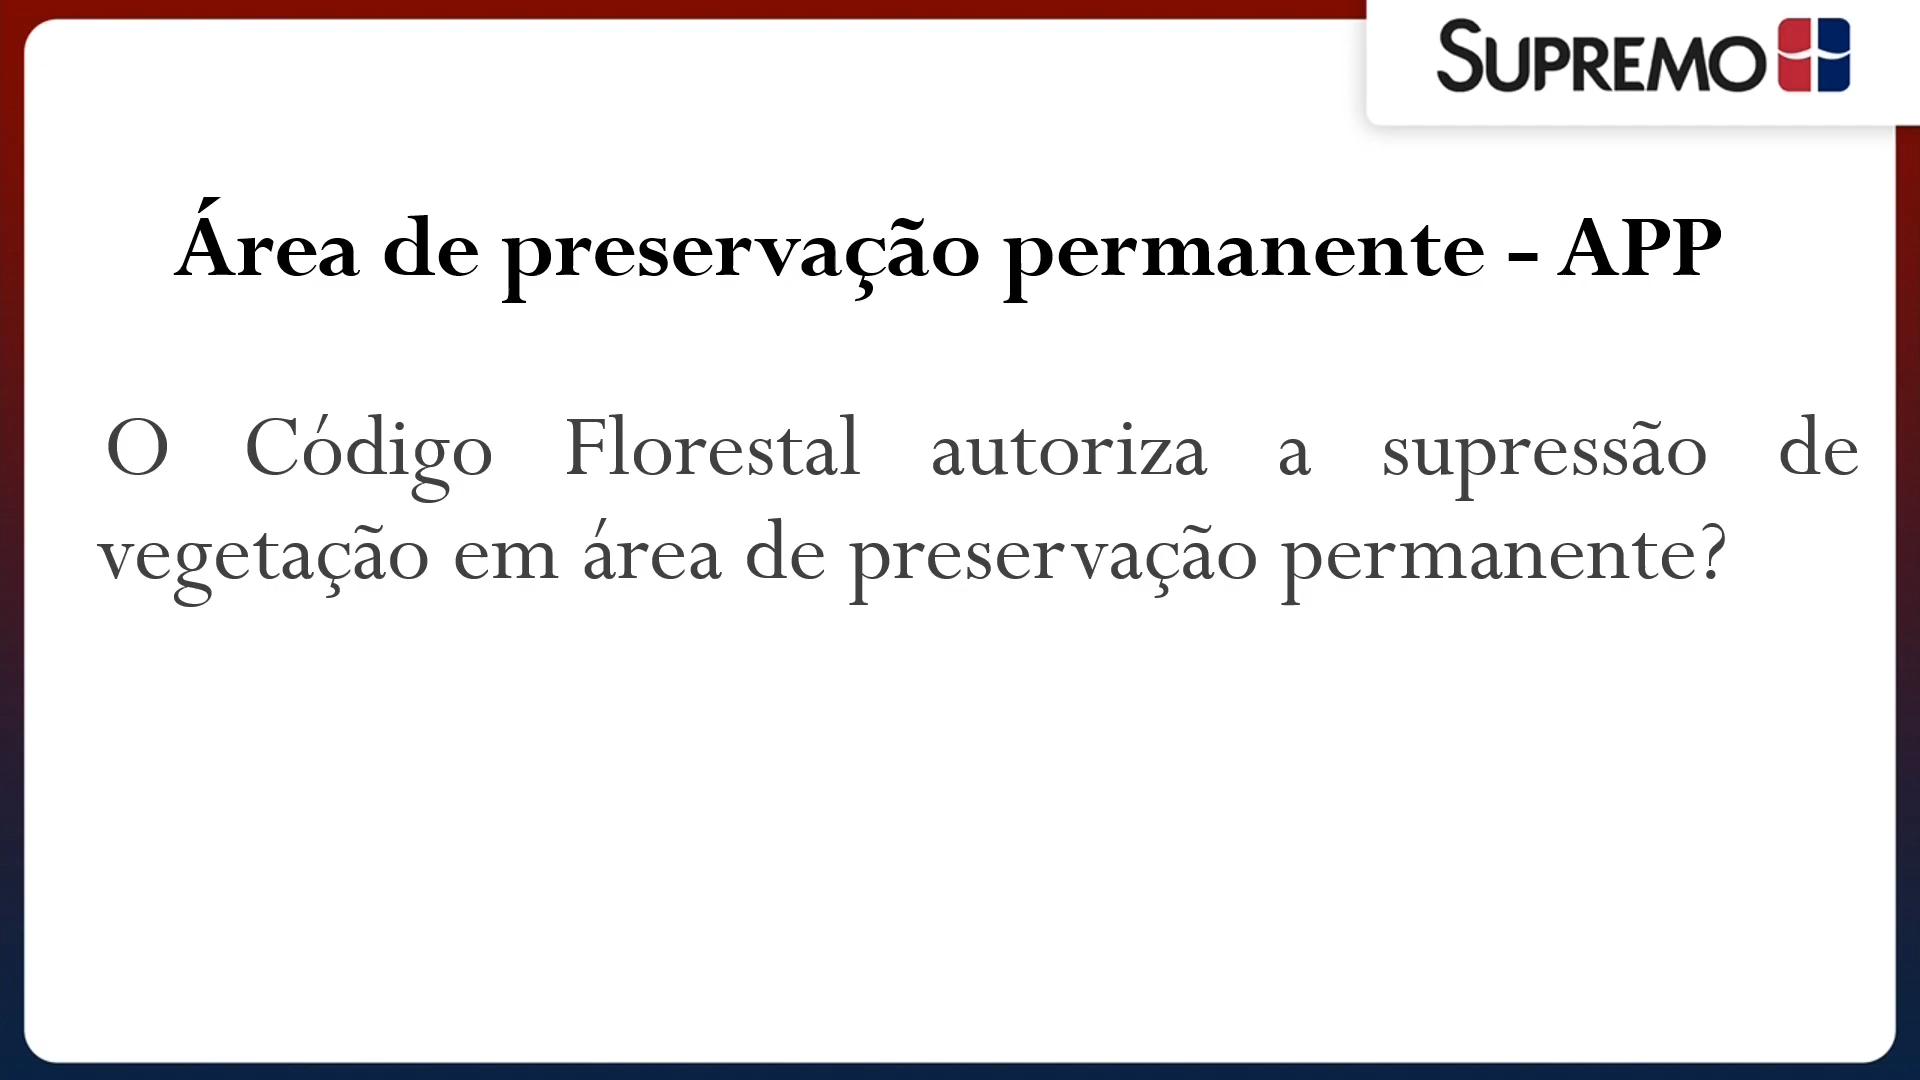 SUPREMO
Área de preservação permanente - APP
O Código Florestal autoriza a supressão de
vegetação em área de preservação permanente?